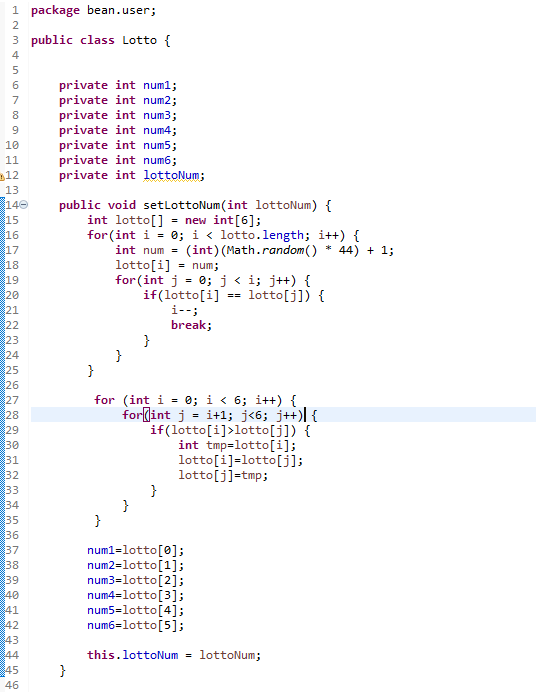 1 package bean.user;
2
3 public class Lotto {
4
5
6     private int num1;
7     private int num2;
8     private int num3;
9     private int num4;
10     private int num5;
11     private int num6;
12     private int lottoNum;
13
14     public void setLottoNum(int lottoNum) {
15         int lotto[] = new int[6];
16         for(int i = 0; i < lotto.length; i++) {
17             int num = (int)(Math.random() * 44) + 1;
18             lotto[i] = num;
19             for(int j = 0; j < i; j++) {
20                 if(lotto[i] == lotto[j]) {
21                     i--;
22                     break;
23                 }
24             }
25         }
26
27          for (int i = 0; i < 6; i++) {
28              for(int j = i+1; j<6; j++) {
29                  if(lotto[i]>lotto[j]) {
30                      int tmp=lotto[i];
31                      lotto[i]=lotto[j];
32                      lotto[j]=tmp;
33                  }
34              }
35          }
36
37         num1=lotto[0];
38         num2=lotto[1];
39         num3=lotto[2];
40         num4=lotto[3];
41         num5=lotto[4];
42         num6=lotto[5];
43
44         this.lottoNum = lottoNum;
45     }
46